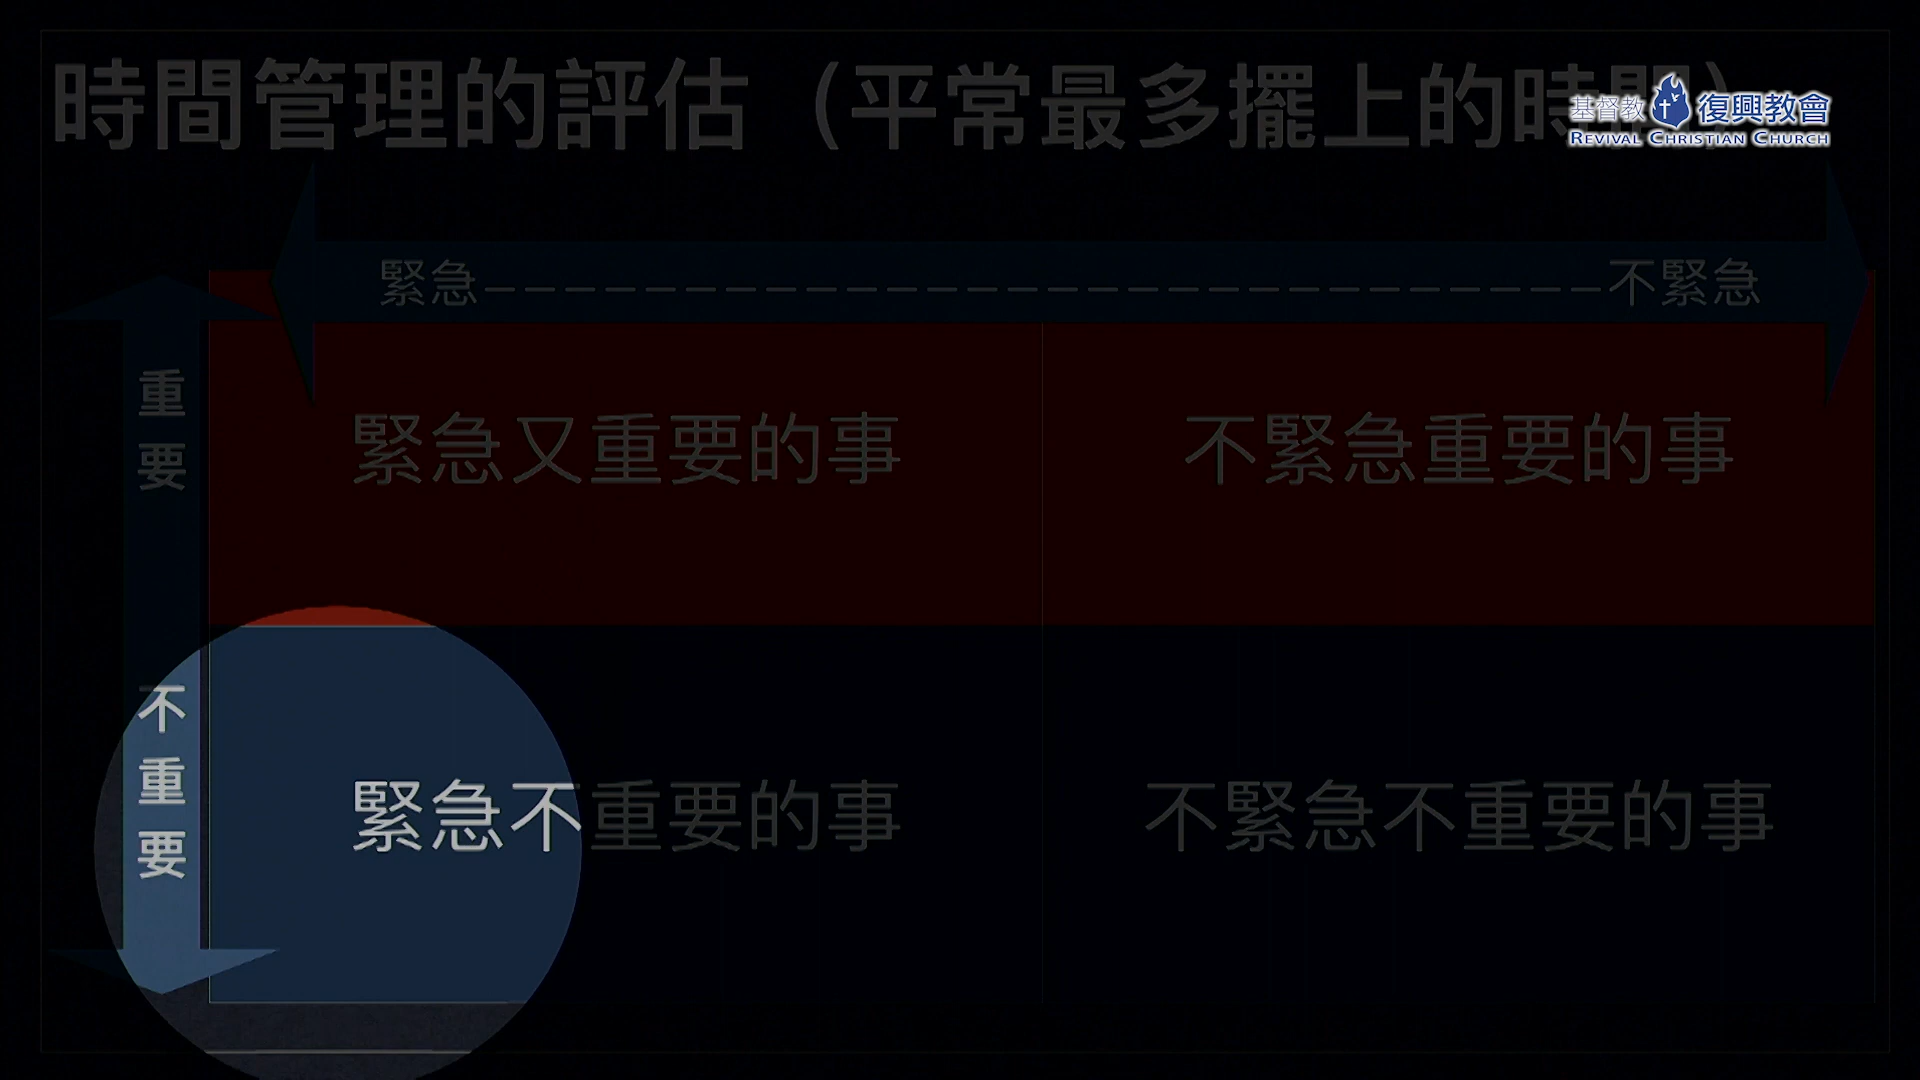 時間管理的評估（平常最多擺上的時間）
基督教 復興教會
REVIVAL CHRISTIAN CHURCH
緊急----------------------------不緊急
重要
緊急又重要的事
不緊急重要的事
不重要
緊急不重要的事
不緊急不重要的事